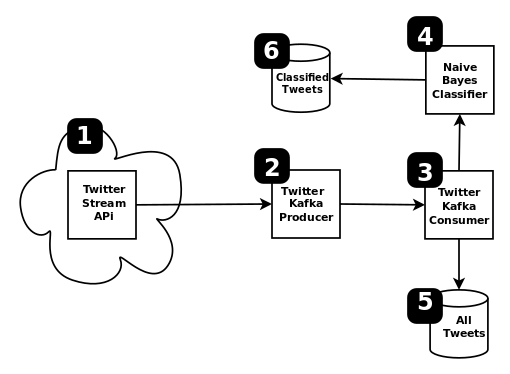 6
Classified
Tweets
4
Naive
Bayes
Classifier
1
Twitter
Stream
APi
2
Twitter
Kafka
Producer
3
Twitter
Kafka
Consumer
5
All
Tweets